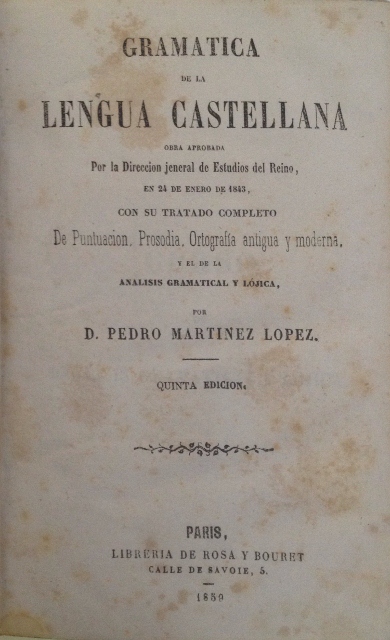 GRAMATICA
DE LA
LENGUA CASTELLANA
OBRA APROBADA
Por la Direccion jeneral de Estudios del Reino,
EN 24 DE ENERO DE 1843,
CON SU TRATADO COMPLETO
De Puntuacion, Prosodia, Ortografía antigua y moderna,
Y EL DE LA
ANALISIS GRAMATICAL Y LOJICA,
POR
D. PEDRO MARTINEZ LOPEZ.
QUINTA EDICION.
PARIS,
LIBRERIA DE ROSA Y BOURET
CALLE DE SAVOIE, 5.
1859